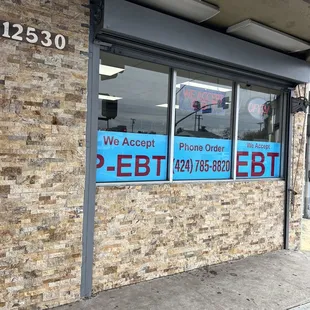 12530
We Accept
P-EBT
Phone Order
(424) 785-8820
We Accept
EBT